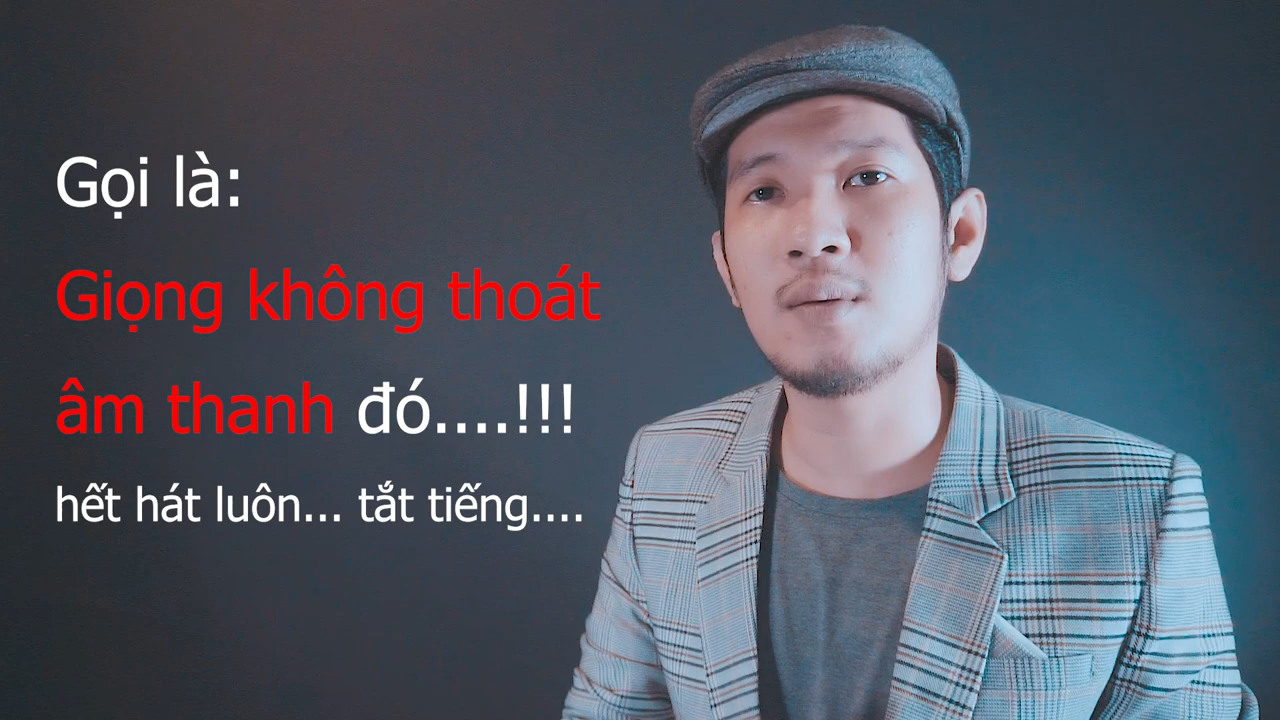 Gọi là:
Giọng không thoát
âm thanh đó....!!!
hết hát luôn... tắt tiếng....